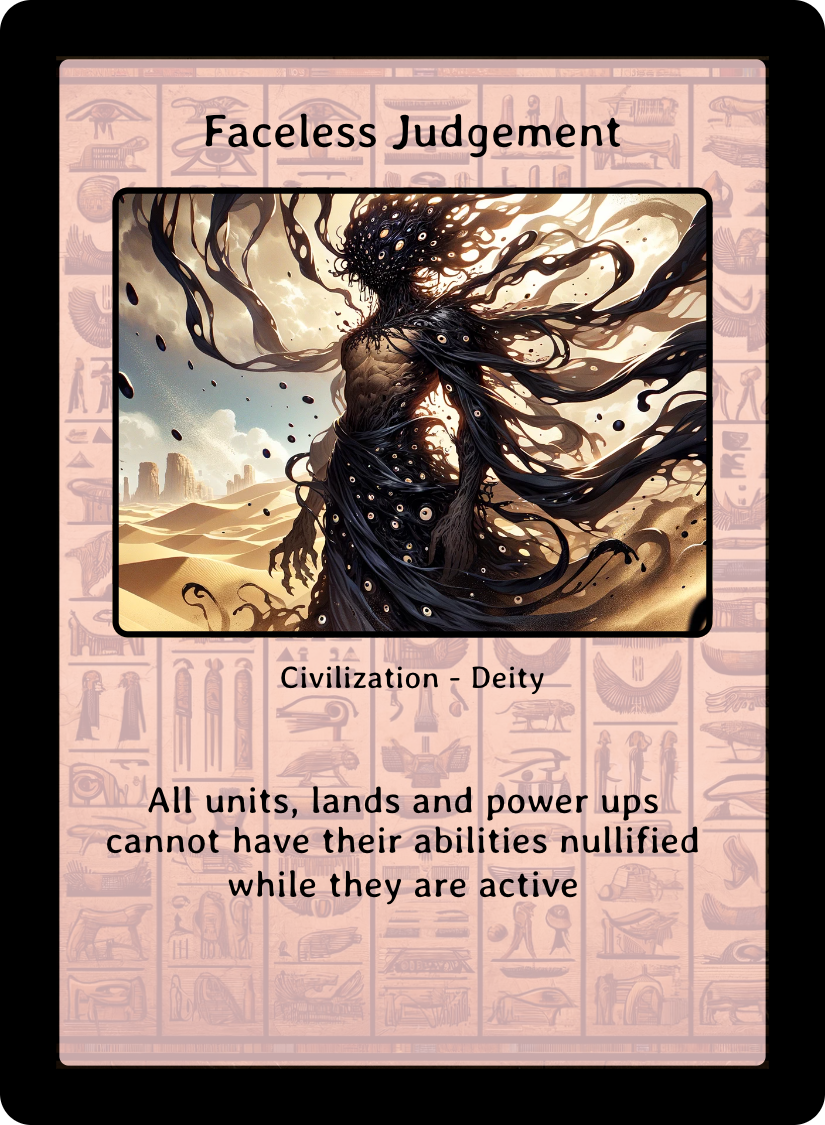 Faceless Judgement
Civilization - Deity
All units, lands and power ups
cannot have their abilities nullified
while they are active